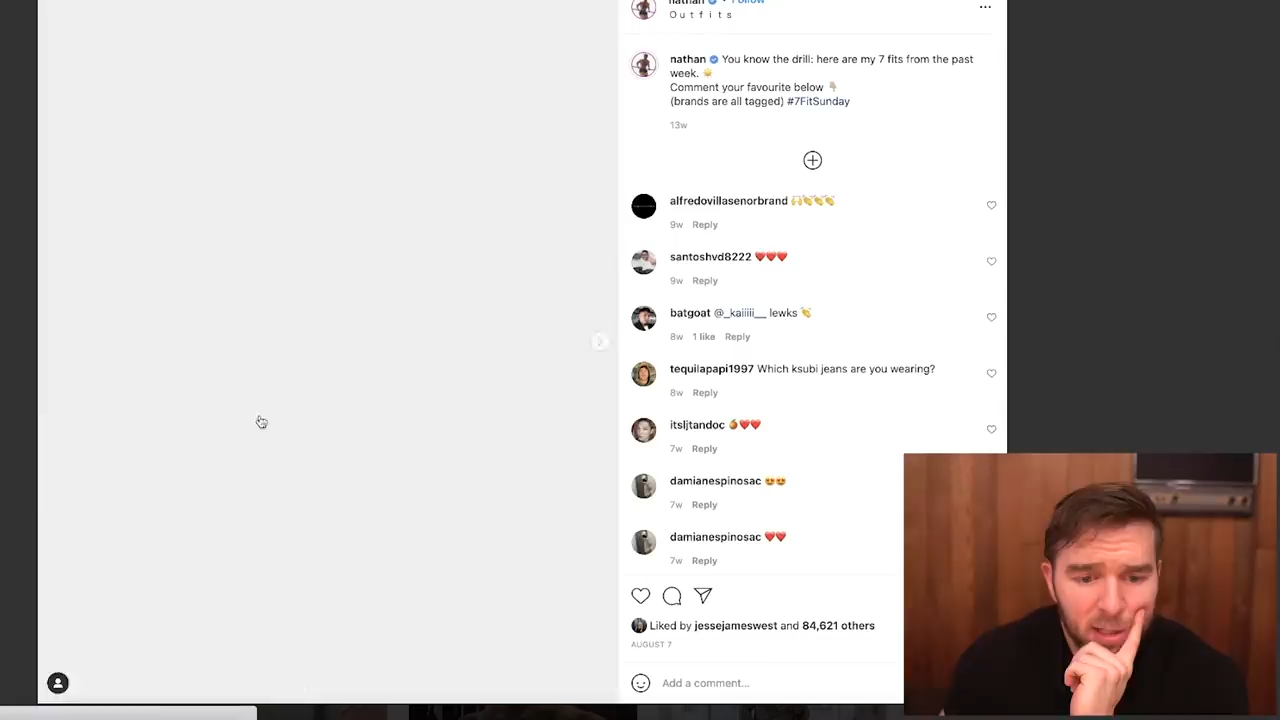 nathan • Follow
Outfits
nathan You know the drill: here are my 7 fits from the past
week. ☀️
Comment your favourite below 👇🏼
(brands are all tagged) #7FitSunday
13w
alfredovillasenorbrand 🙌👏👏👏
9w Reply
santoshvd8222 ❤️❤️❤️
9w Reply
batgoat @_kaiiiii__ lewks 👏
8w 1 like Reply
tequilapapi1997 Which ksubi jeans are you wearing?
8w Reply
itsljtandoc 🍎❤️❤️
7w Reply
damianespinosac 😍😍
7w Reply
damianespinosac ❤️❤️
7w Reply
Liked by jessejameswest and 84,621 others
AUGUST 7
Add a comment...